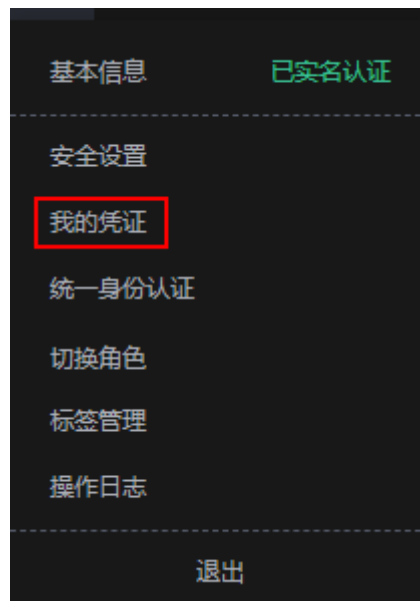 基本信息 已实名认证
安全设置
我的凭证
统一身份认证
切换角色
标签管理
操作日志
退出